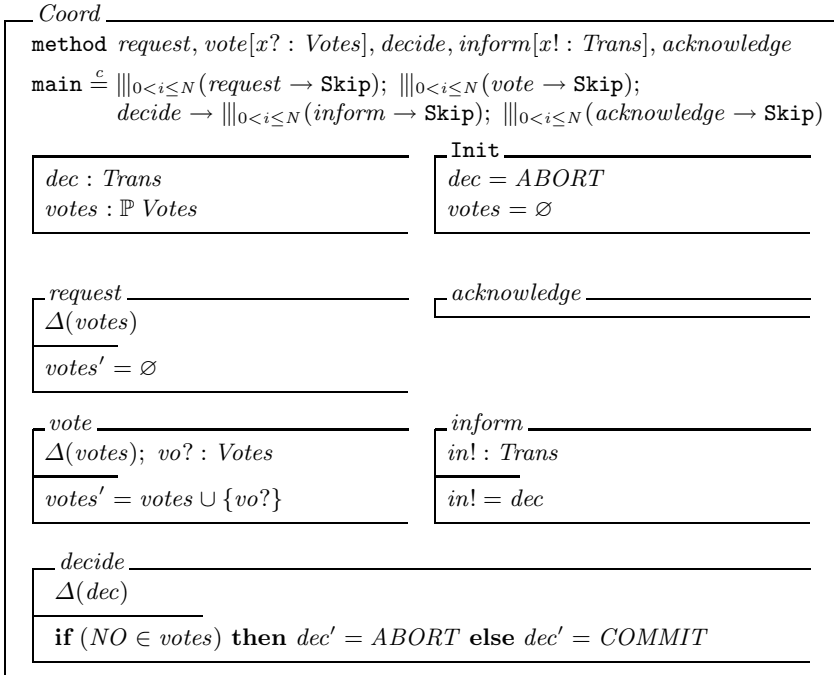 Coord
method request, vote[x? : Votes], decide, inform[x! : Trans], acknowledge
main c= |||0<i≤N(request → Skip); |||0<i≤N(vote → Skip);
decide → |||0<i≤N(inform → Skip); |||0<i≤N(acknowledge → Skip)
dec : Trans
votes : ℙ Votes
Init
dec = ABORT
votes = ∅
request
Δ(votes)
votes′ = ∅
acknowledge
vote
Δ(votes); vo? : Votes
votes′ = votes ∪ {vo?}
inform
in! : Trans
in! = dec
decide
Δ(dec)
if (NO ∈ votes) then dec′ = ABORT else dec′ = COMMIT